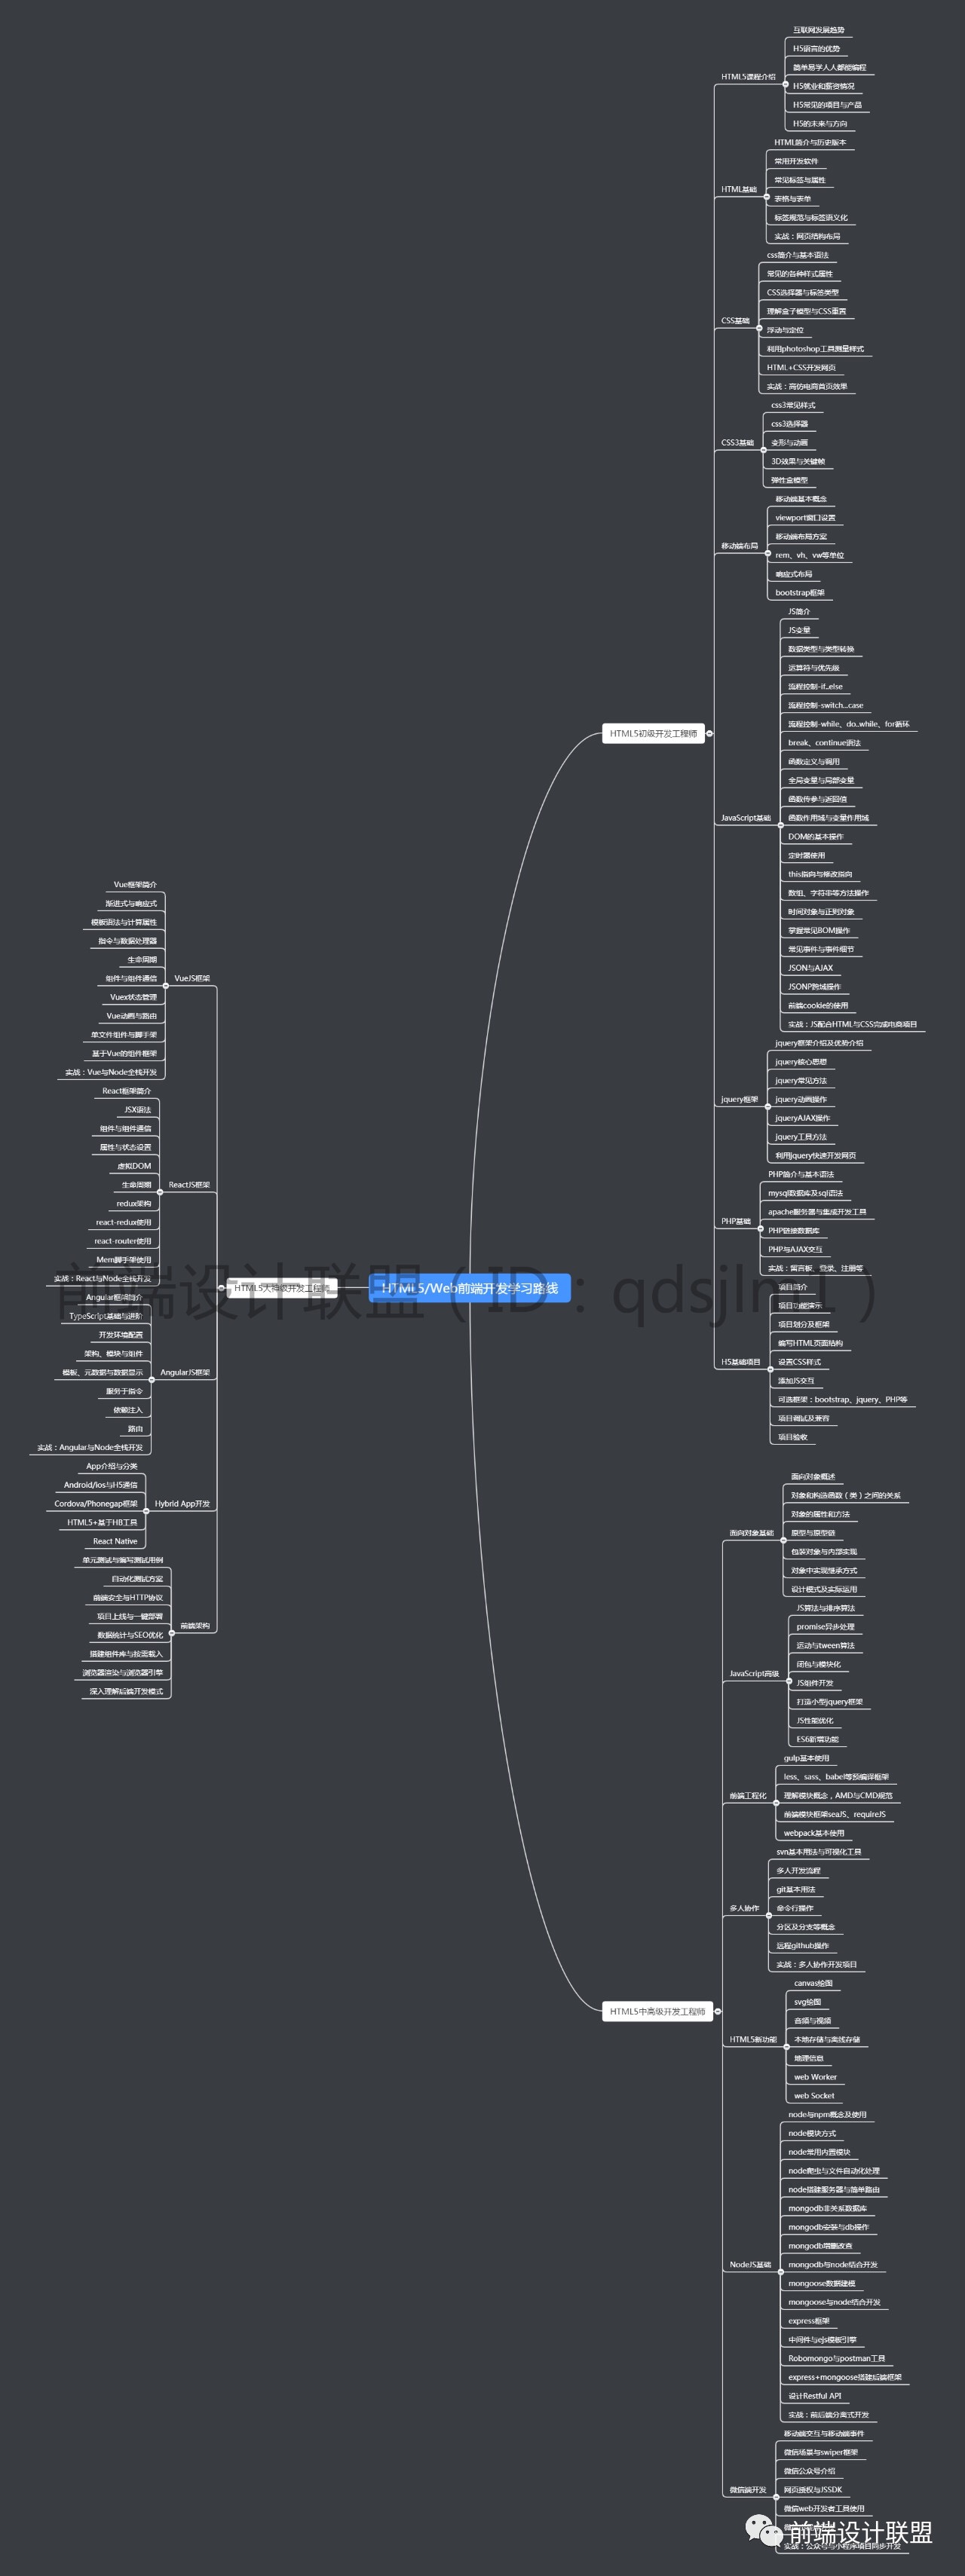 HTML5/Web前端开发学习路线
HTML5初级开发工程师
HTML5课程介绍
互联网发展趋势
H5语言的优势
简单易学人人都能编程
H5就业和薪资情况
H5常见的项目与产品
H5的未来与方向
HTML基础
HTML简介与历史版本
常用开发软件
常见标签与属性
表格与表单
标签规范与标签语义化
实战：网页结构布局
CSS基础
css简介与基本语法
常见的各种样式属性
CSS选择器与标签类型
理解盒子模型与CSS重置
浮动与定位
利用photoshop工具测量样式
HTML+CSS开发网页
实战：高仿电商首页效果
CSS3基础
css3常见样式
css3选择器
变形与动画
3D效果与关键帧
弹性盒模型
移动端布局
移动端基本概念
viewport窗口设置
移动端布局方案
rem、vh、vw等单位
响应式布局
bootstrap框架
JavaScript基础
JS简介
JS变量
数据类型与类型转换
运算符与优先级
流程控制-if..else
流程控制-switch...case
流程控制-while、do..while、for循环
break、continue语法
函数定义与调用
全局变量与局部变量
函数传参与返回值
函数作用域与变量作用域
DOM的基本操作
定时器使用
this指向与修改指向
数组、字符串等方法操作
时间对象与正则对象
掌握常见BOM操作
常见事件与事件细节
JSON与AJAX
JSONP跨域操作
前端cookie的使用
实战：JS配合HTML与CSS完成电商项目
jquery框架
jquery框架介绍及优势介绍
jquery核心思想
jquery常见方法
jquery动画操作
jqueryAJAX操作
jquery工具方法
利用jquery快速开发网页
PHP基础
PHP简介与基本语法
mysql数据库及sql语法
apache服务器与集成开发工具
PHP链接数据库
PHP与AJAX交互
实战：留言板、登录、注册等
H5基础项目
项目简介
项目功能演示
项目划分及框架
编写HTML页面结构
设置CSS样式
添加JS交互
可选框架：bootstrap、jquery、PHP等
项目调试及兼容
项目验收
HTML5中高级开发工程师
面向对象基础
面向对象概述
对象和构造函数（类）之间的关系
对象的属性和方法
原型与原型链
包装对象与内部实现
对象中实现继承方式
设计模式及实际运用
JavaScript高级
JS算法与排序算法
promise异步处理
运动与tween算法
闭包与模块化
JS组件开发
打造小型jquery框架
JS性能优化
ES6新增功能
前端工程化
gulp基本使用
less、sass、babel等预编译框架
理解模块概念，AMD与CMD规范
前端模块框架seaJS、requireJS
webpack基本使用
多人协作
svn基本用法与可视化工具
多人开发流程
git基本用法
命令行操作
分区及分支等概念
远程github操作
实战：多人协作开发项目
HTML5新功能
canvas绘图
svg绘图
音频与视频
本地存储与离线存储
地理信息
web Worker
web Socket
NodeJS基础
node与npm概念及使用
node模块方式
node常用内置模块
node爬虫与文件自动化处理
node搭建服务器与简单路由
mongodb非关系数据库
mongodb安装与db操作
mongodb增删改查
mongodb与node结合开发
mongoose数据建模
mongoose与node结合开发
express框架
中间件与ejs模板引擎
Robomongo与postman工具
express+mongoose搭建后端框架
设计Restful API
实战：前后端分离式开发
微信端开发
移动端交互与移动端事件
微信场景与swiper框架
微信公众号介绍
网页授权与JSSDK
微信web开发者工具使用
实战：公众号与小程序项目同步开发
HTML5大神级开发工程师
VueJS框架
Vue框架简介
渐进式与响应式
模板语法与计算属性
指令与数据处理器
生命周期
组件与组件通信
Vuex状态管理
Vue动画与路由
单文件组件与脚手架
基于Vue的组件框架
实战：Vue与Node全栈开发
ReactJS框架
React框架简介
JSX语法
组件与组件通信
属性与状态设置
虚拟DOM
生命周期
redux架构
react-redux使用
react-router使用
Mern脚手架使用
实战：React与Node全栈开发
AngularJS框架
Angular框架简介
TypeScript基础与进阶
开发环境配置
架构、模块与组件
模板、元数据与数据显示
服务于指令
依赖注入
路由
实战：Angular与Node全栈开发
Hybrid App开发
App介绍与分类
Android/Ios与H5通信
Cordova/Phonegap框架
HTML5+基于HB工具
React Native
前端架构
单元测试与编写测试用例
自动化测试方案
前端安全与HTTP协议
项目上线与一键部署
数据统计与SEO优化
搭建组件库与按需载入
浏览器渲染与浏览器引擎
深入理解后端开发模式
前端设计联盟